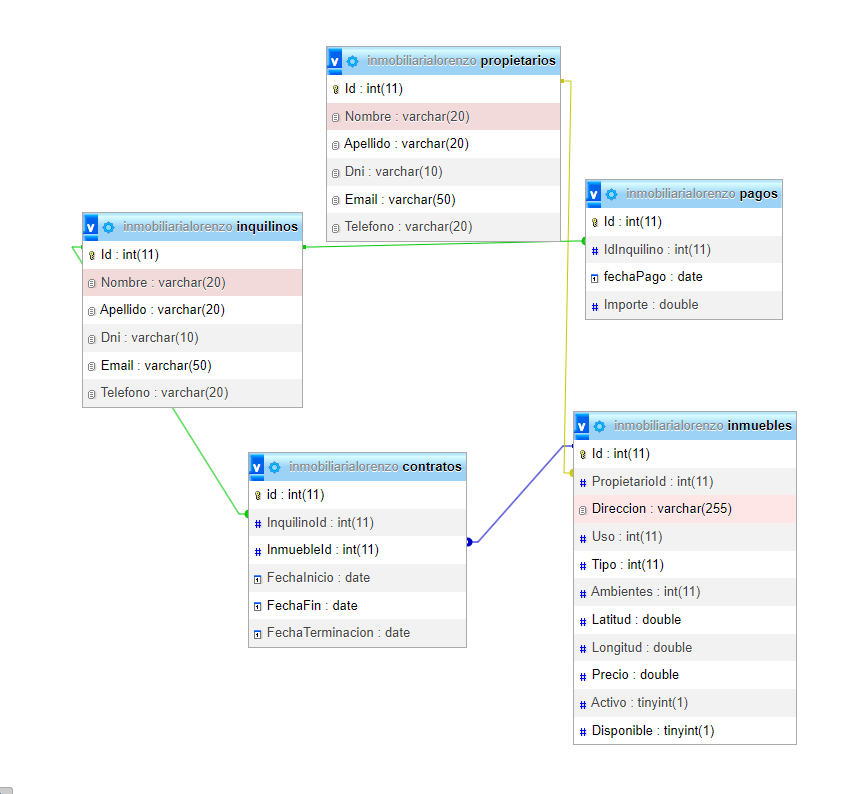 v inmobiliarialorenzo propietarios
Id : int(11)
Nombre : varchar(20)
Apellido : varchar(20)
Dni : varchar(10)
Email : varchar(50)
Telefono : varchar(20)
v inmobiliarialorenzo pagos
Id : int(11)
# IdInquilino : int(11)
fechaPago : date
# Importe : double
v inmobiliarialorenzo inquilinos
Id : int(11)
Nombre : varchar(20)
Apellido : varchar(20)
Dni : varchar(10)
Email : varchar(50)
Telefono : varchar(20)
v inmobiliarialorenzo inmuebles
Id : int(11)
# PropietarioId : int(11)
Direccion : varchar(255)
# Uso : int(11)
# Tipo : int(11)
# Ambientes : int(11)
# Latitud : double
# Longitud : double
# Precio : double
# Activo : tinyint(1)
# Disponible : tinyint(1)
v inmobiliarialorenzo contratos
id : int(11)
# InquilinoId : int(11)
# InmuebleId : int(11)
FechaInicio : date
FechaFin : date
FechaTerminacion : date